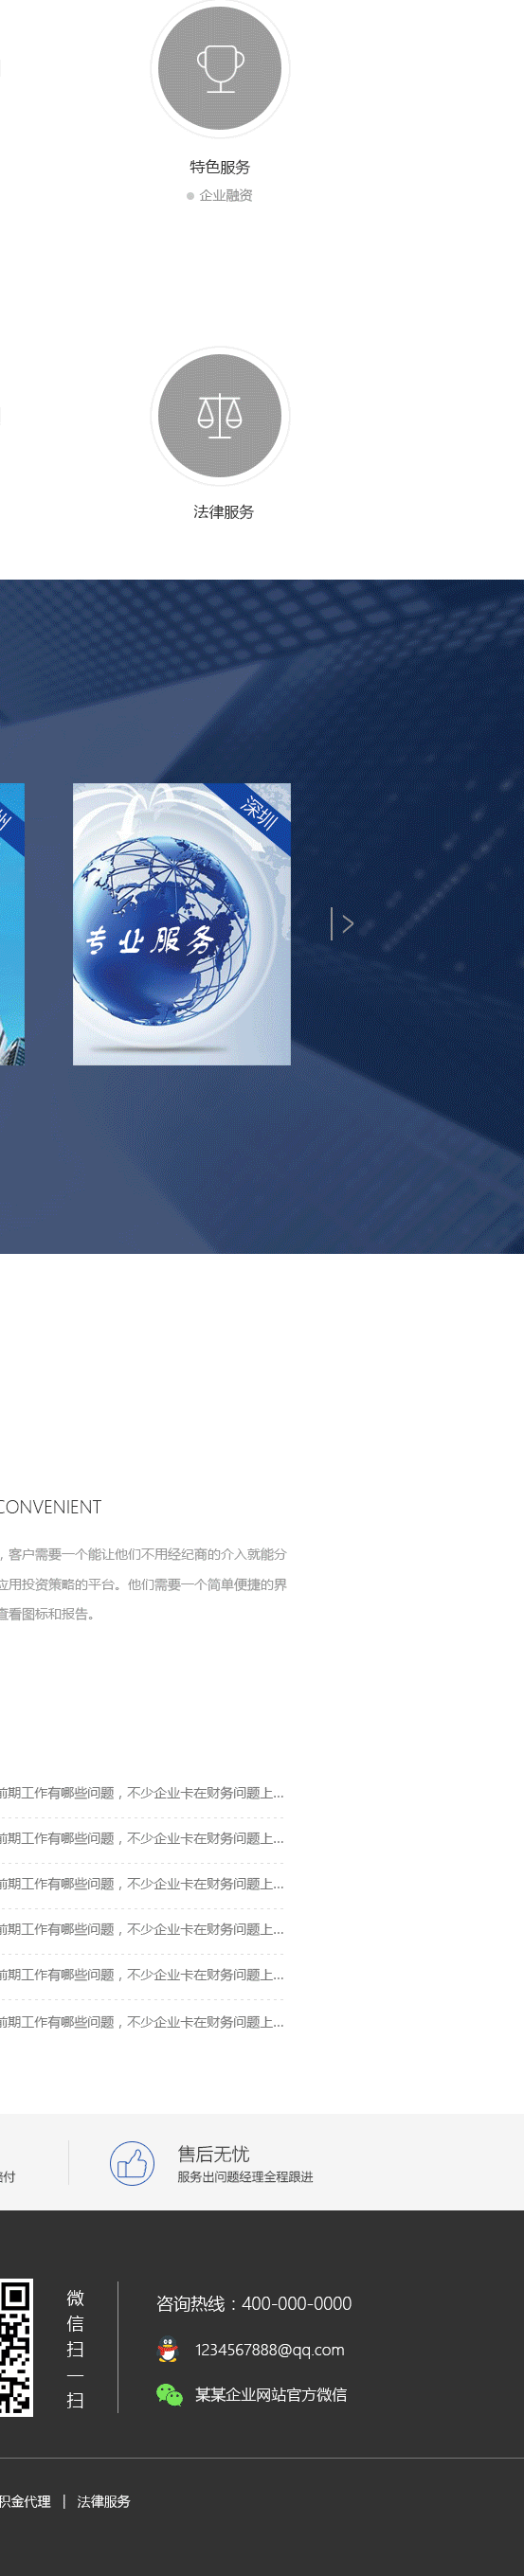 特色服务
企业融资
法律服务
州
深圳
专业服务
CONVENIENT
，客户需要一个能让他们不用经纪商的介入就能分
应用投资策略的平台。他们需要一个简单便捷的界
查看图标和报告。
前期工作有哪些问题，不少企业卡在财务问题上...
前期工作有哪些问题，不少企业卡在财务问题上...
前期工作有哪些问题，不少企业卡在财务问题上...
前期工作有哪些问题，不少企业卡在财务问题上...
前期工作有哪些问题，不少企业卡在财务问题上...
前期工作有哪些问题，不少企业卡在财务问题上...
付
售后无忧
服务出问题经理全程跟进
微信扫一扫
咨询热线：400-000-0000
1234567888@qq.com
某某企业网站官方微信
积金代理 | 法律服务